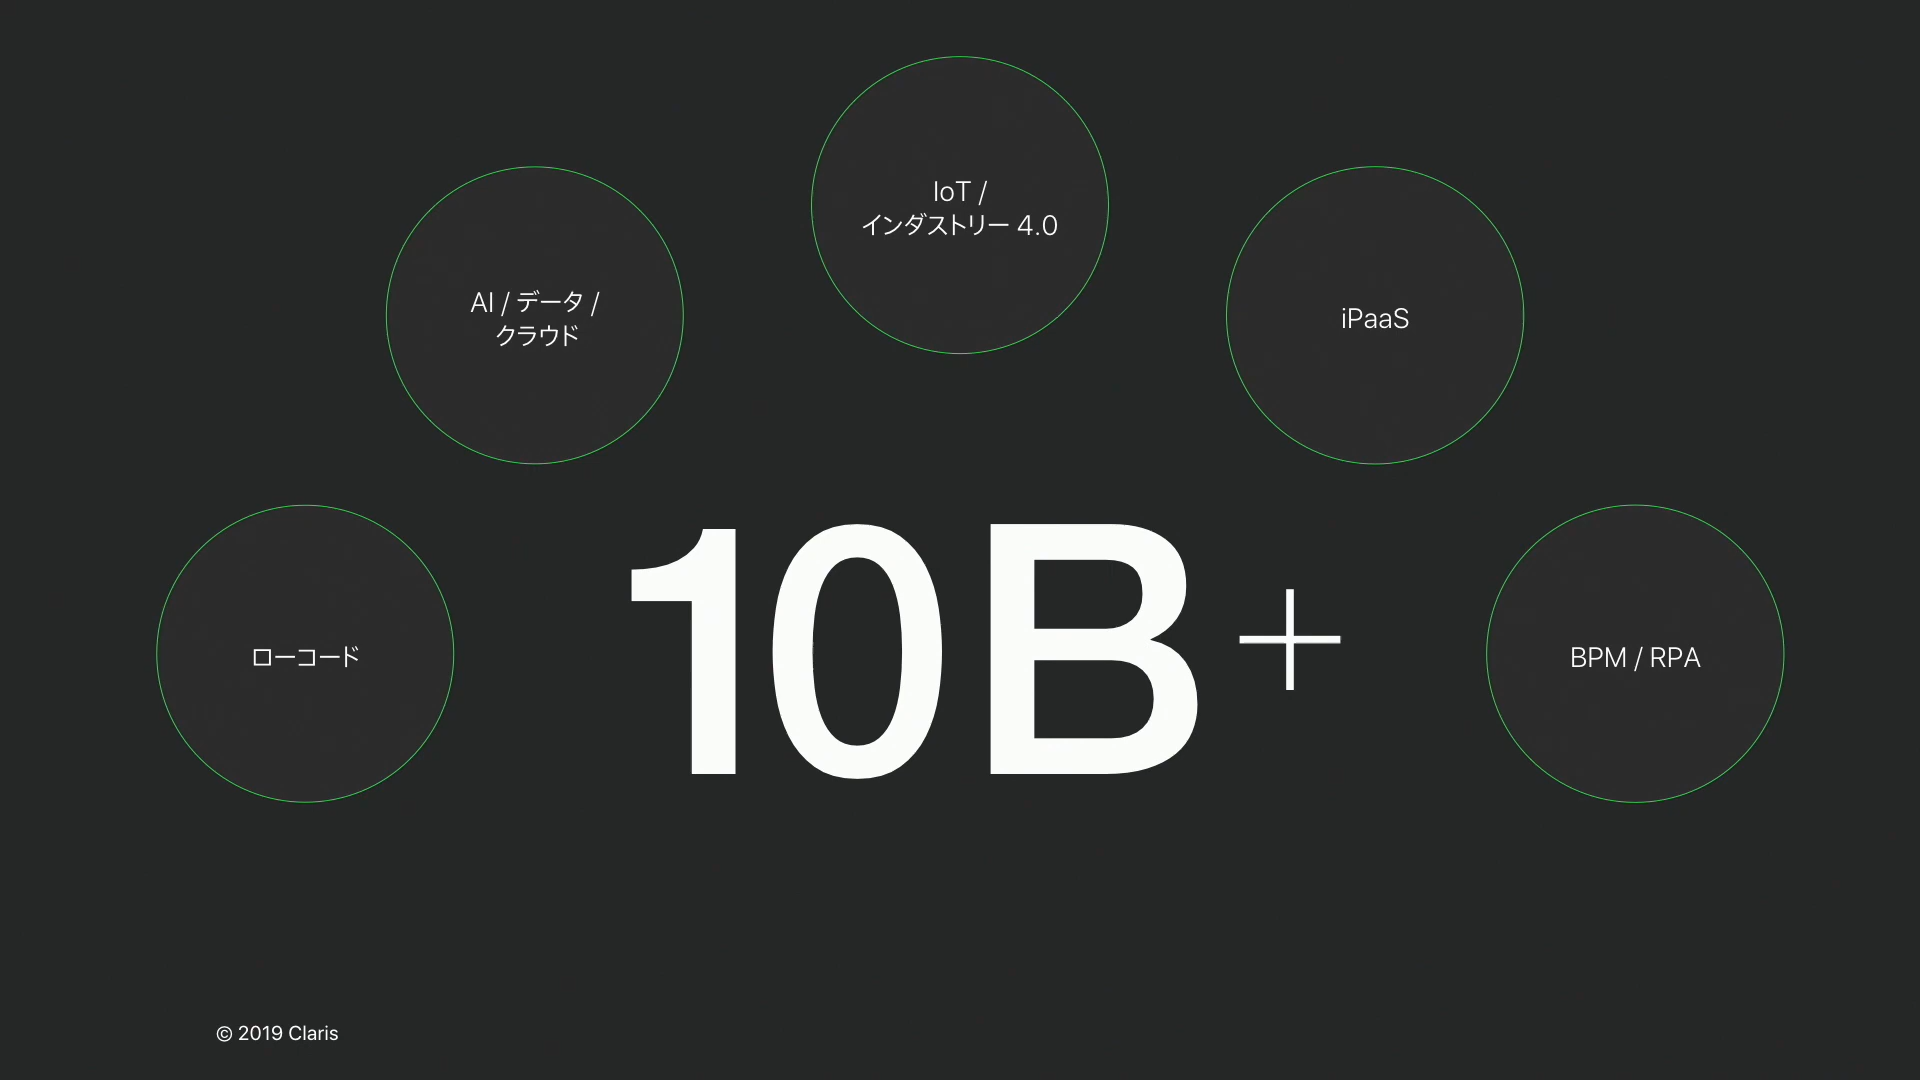 IoT /
インダストリー 4.0
AI / データ /
クラウド
iPaaS
ローコード
10B+
BPM / RPA
© 2019 Claris